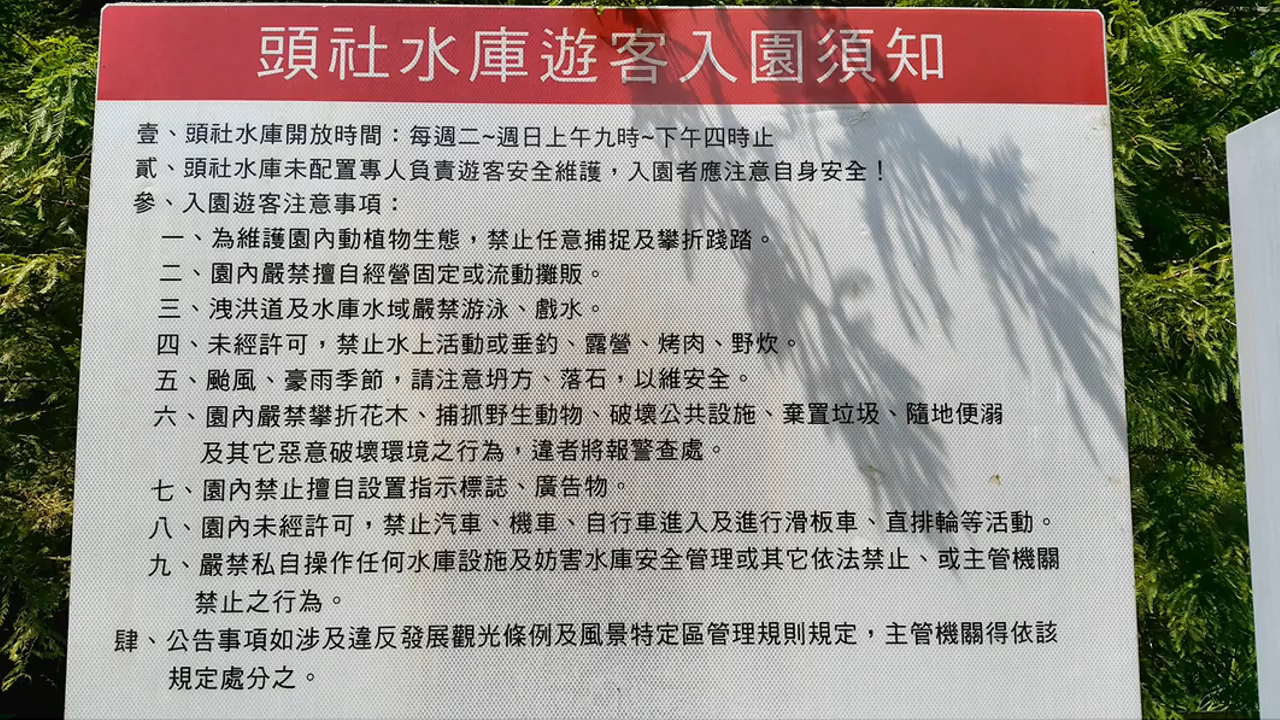 頭社水庫遊客入園須知
壹、頭社水庫開放時間：每週二~週日上午九時~下午四時止
貳、頭社水庫未配置專人負責遊客安全維護，入園者應注意自身安全！
參、入園遊客注意事項：
一、為維護園內動植物生態，禁止任意捕捉及攀折踐踏。
二、園內嚴禁擅自經營固定或流動攤販。
三、洩洪道及水庫水域嚴禁游泳、戲水。
四、未經許可，禁止水上活動或垂釣、露營、烤肉、野炊。
五、颱風、豪雨季節，請注意坍方、落石，以維安全。
六、園內嚴禁攀折花木、捕抓野生動物、破壞公共設施、棄置垃圾、隨地便溺
及其它惡意破壞環境之行為，違者將報警查處。
七、園內禁止擅自設置指示標誌、廣告物。
八、園內未經許可，禁止汽車、機車、自行車進入及進行滑板車、直排輪等活動。
九、嚴禁私自操作任何水庫設施及妨害水庫安全管理或其它依法禁止、或主管機關
禁止之行為。
肆、公告事項如涉及違反發展觀光條例及風景特定區管理規則規定，主管機關得依該
規定處分之。